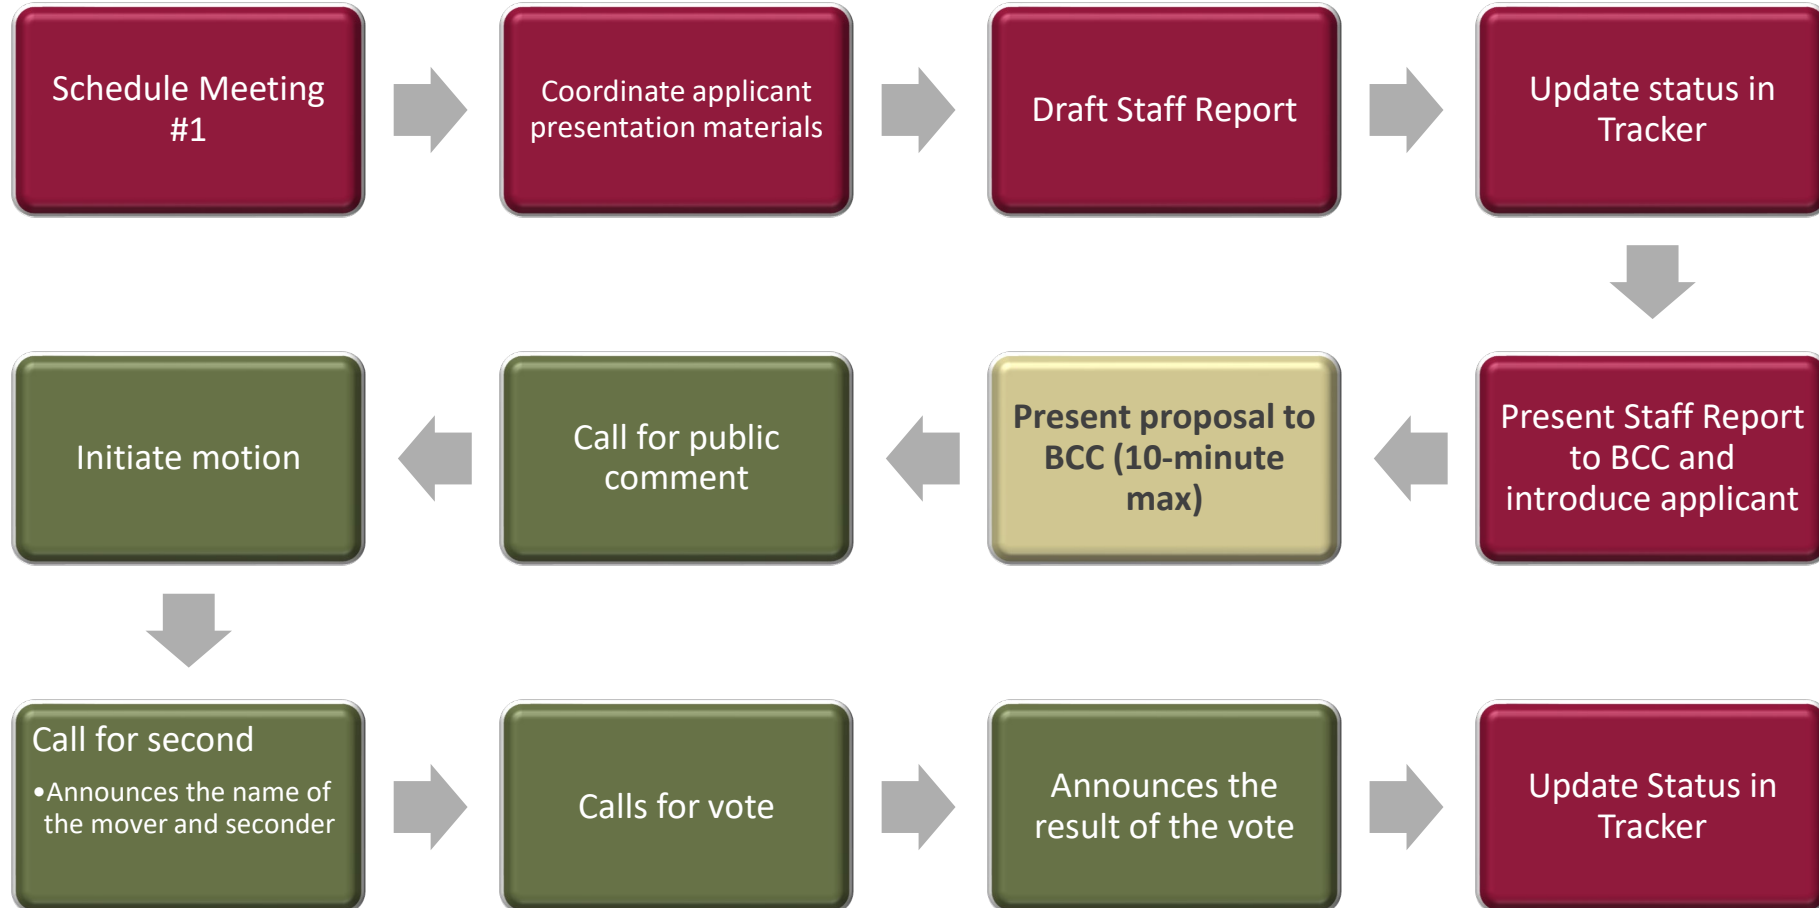 Schedule Meeting
#1
Coordinate applicant
presentation materials
Draft Staff Report
Update status in
Tracker
Present Staff Report
to BCC and
introduce applicant
Present proposal to
BCC (10-minute
max)
Call for public
comment
Initiate motion
Call for second
•Announces the name of
the mover and seconder
Calls for vote
Announces the
result of the vote
Update Status in
Tracker